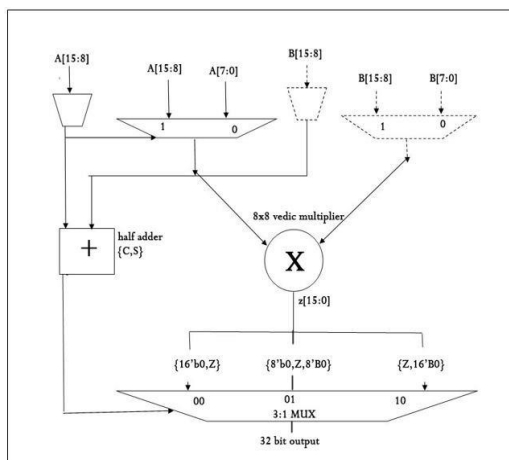 A[15:8]
A[15:8]
A[7:0]
B[15:8]
B[15:8]
B[7:0]
1
0
1
0
8x8 vedic multiplier
+
half adder
{C,S}
X
z[15:0]
{16'b0,Z}
{8'b0,Z,8'B0}
{Z,16'B0}
00
01
10
3:1 MUX
32 bit output